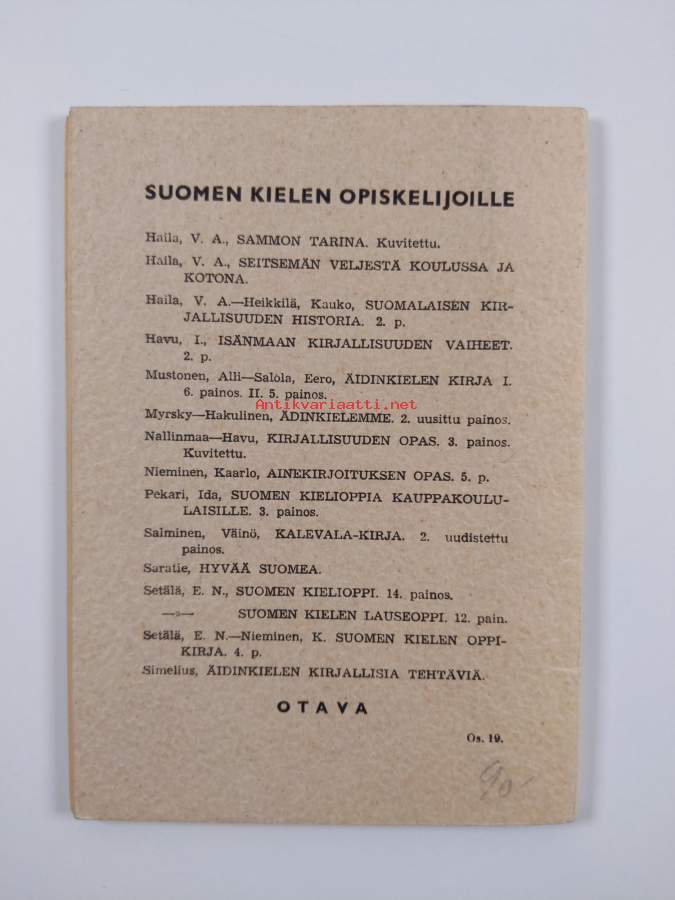 SUOMEN KIELEN OPISKELIJOILLE
Haila, V. A., SAMMON TARINA. Kuvitettu.
Haila, V. A., SEITSEMÄN VELJESTÄ KOULUSSA JA
KOTONA.
Haila, V. A.—Heikkilä, Kauko, SUOMALAISEN KIR-
JALLISUUDEN HISTORIA. 2. p.
Havu, I., ISÄNMAAN KIRJALLISUUDEN VAIHEET.
2. p.
Mustonen, Alli—Salola, Eero, ÄIDINKIELEN KIRJA I.
6. painos. II. 5. painos.
Antikvariaatti.net
Myrsky—Hakulinen, ÄDINKIELEMME. 2. uusittu painos.
Nallinmaa—Havu, KIRJALLISUUDEN OPAS. 3. painos.
Kuvitettu.
Nieminen, Kaarlo, AINEKIRJOITUKSEN OPAS. 5. p.
Pekari, Ida, SUOMEN KIELIOPPIA KAUPPAKOULU-
LAISILLE. 3. painos.
Salminen, Väinö, KALEVALA-KIRJA. 2. uudistettu
painos.
Saratie, HYVÄÄ SUOMEA.
Setälä, E. N., SUOMEN KIELIOPPI. 14. painos.
—»— SUOMEN KIELEN LAUSEOPPI. 12. pain.
Setälä, E. N.—Nieminen, K. SUOMEN KIELEN OPPI-
KIRJA. 4. p.
Simelius, ÄIDINKIELEN KIRJALLISIA TEHTÄVIÄ.
OTAVA
Os. 19.